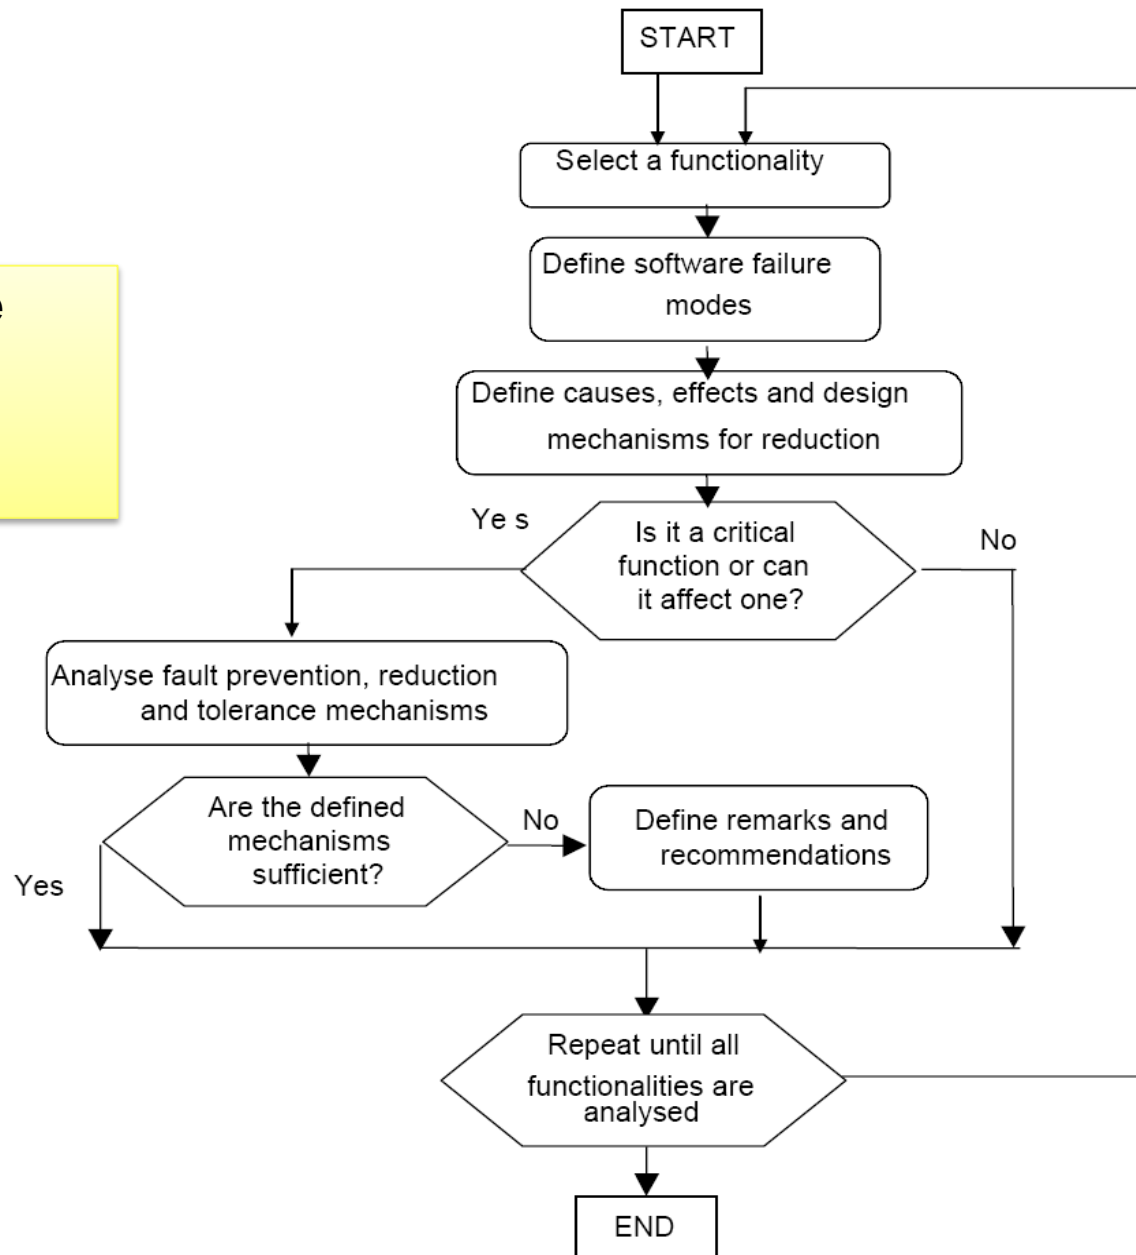 START
Select a functionality
e
Define software failure
modes
Define causes, effects and design
mechanisms for reduction
Ye s
Is it a critical
function or can
it affect one?
No
Analyse fault prevention, reduction
and tolerance mechanisms
Are the defined
mechanisms
sufficient?
No
Define remarks and
recommendations
Yes
Repeat until all
functionalities are
analysed
END